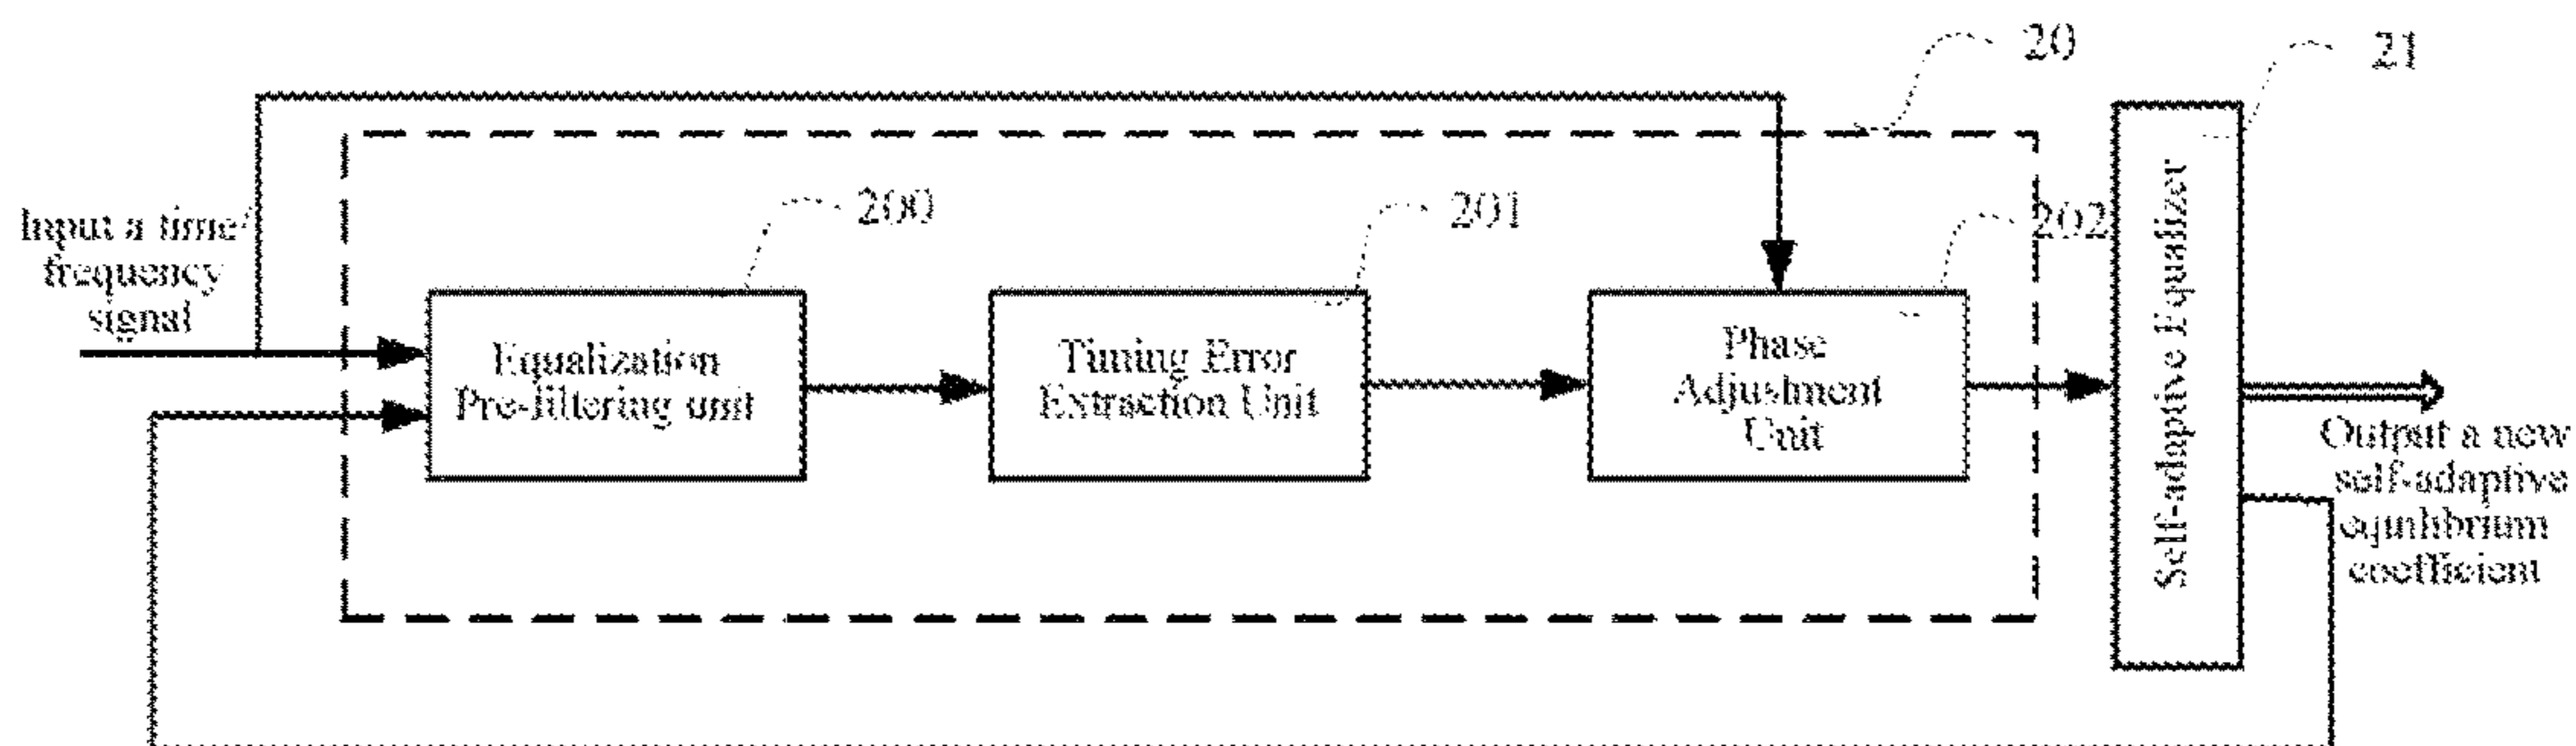 20
21
200
201
202
Input a time
frequency
signal
Equalization
Pre-filtering unit
Timing Error
Extraction Unit
Phase
Adjustment
Unit
Self-adaptive Equalizer
Output a new
self-adaptive
equilibrium
coefficient